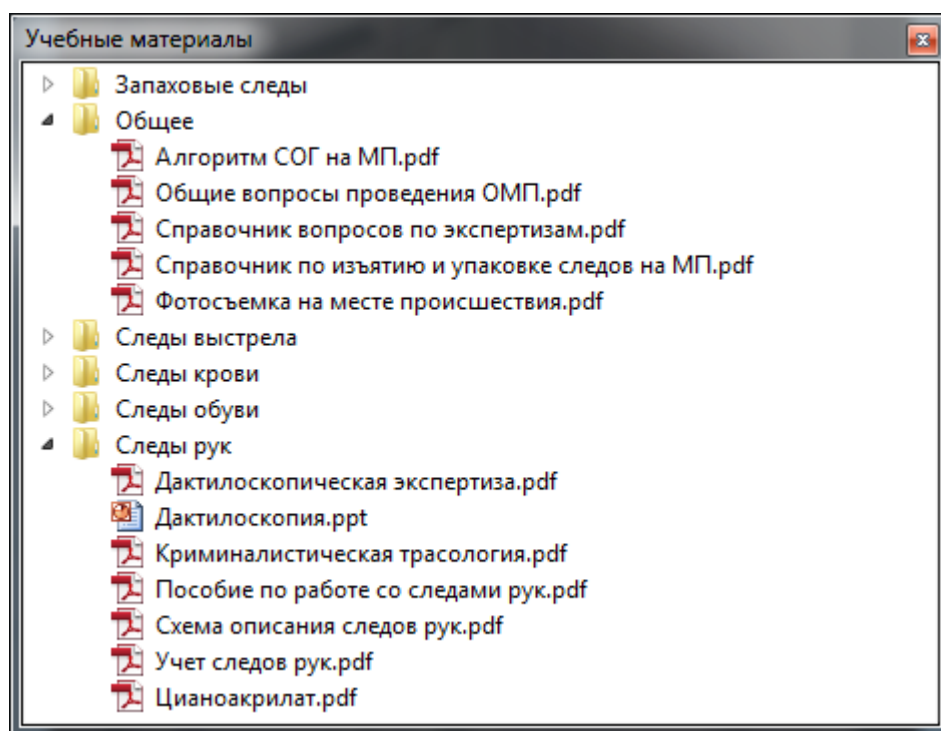 Учебные материалы
Запаховые следы
Общее
Алгоритм СОГ на МП.pdf
Общие вопросы проведения ОМП.pdf
Справочник вопросов по экспертизам.pdf
Справочник по изъятию и упаковке следов на МП.pdf
Фотосъемка на месте происшествия.pdf
Следы выстрела
Следы крови
Следы обуви
Следы рук
Дактилоскопическая экспертиза.pdf
Дактилоскопия.ppt
Криминалистическая трасология.pdf
Пособие по работе со следами рук.pdf
Схема описания следов рук.pdf
Учет следов рук.pdf
Цианоакрилат.pdf